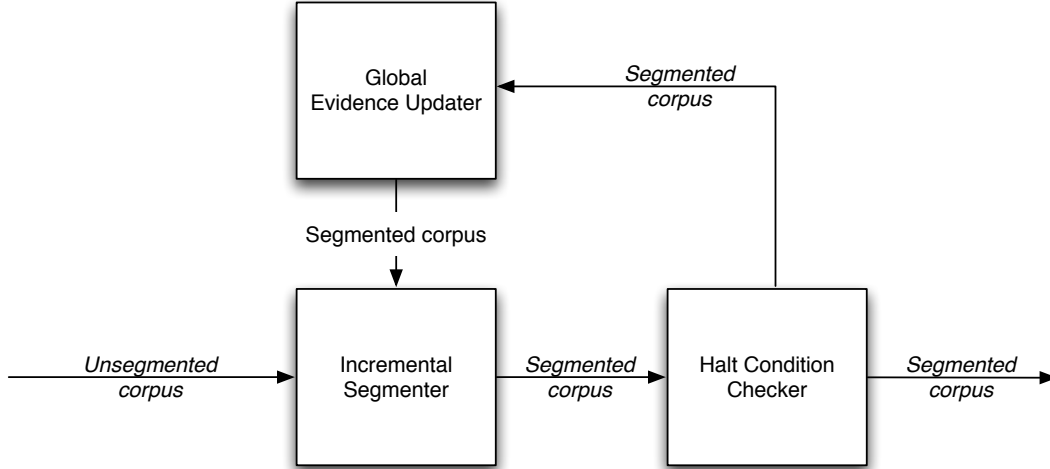 Global
Evidence Updater
Segmented
corpus
Segmented corpus
Unsegmented
corpus
Incremental
Segmenter
Segmented
corpus
Halt Condition
Checker
Segmented
corpus